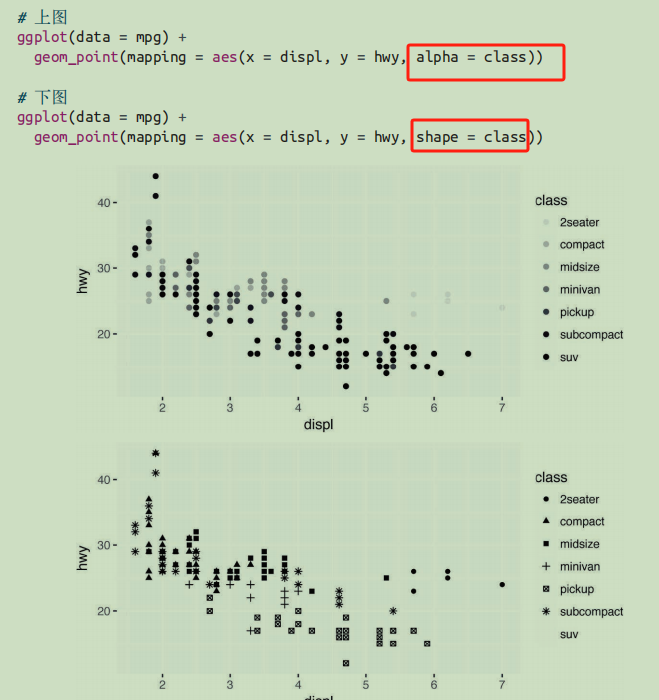 # 上图
ggplot(data = mpg) +
geom_point(mapping = aes(x = displ, y = hwy, alpha = class))
# 下图
ggplot(data = mpg) +
geom_point(mapping = aes(x = displ, y = hwy, shape = class))
40
30
20
hwy
2
3
4
5
6
7
displ
class
2seater
compact
midsize
minivan
pickup
subcompact
suv
40
30
20
hwy
2
3
4
5
6
7
displ
class
2seater
compact
midsize
minivan
pickup
subcompact
suv